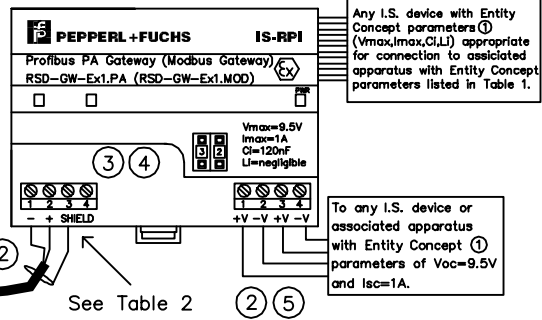 PEPPERL+FUCHS IS-RPI
Profibus PA Gateway (Modbus Gateway)
RSD-GW-Ex1.PA (RSD-GW-Ex1.MOD)
Ex
PWR
Vmax=9.5V
Imax=1A
Ci=120nF
Li=negligible
3 2
3 4
1 2 3 4
- + SHIELD
1 2 3 4
+V -V +V -V
Any I.S. device with Entity
Concept parameters 1
(Vmax,Imax,Ci,Li) appropriate
for connection to assiciated
apparatus with Entity Concept
parameters listed in Table 1.
To any I.S. device or
associated apparatus
with Entity Concept 1
parameters of Voc=9.5V
and Isc=1A.
2
See Table 2
2 5